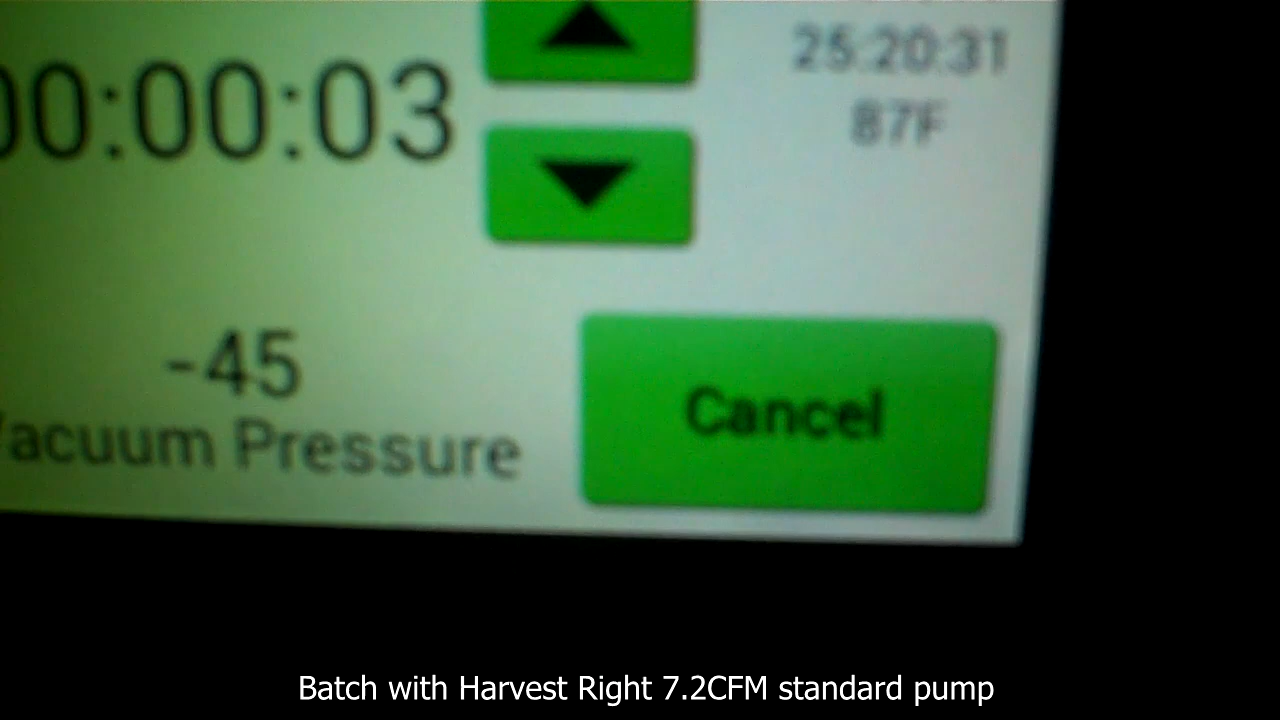 00:00:03
25:20:31
87F
-45
Vacuum Pressure
Cancel
Batch with Harvest Right 7.2CFM standard pump